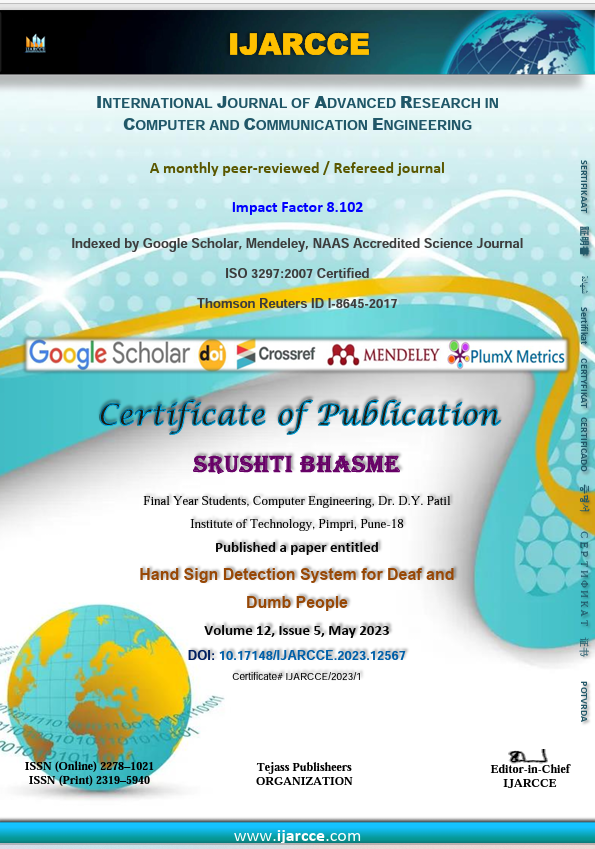 IJARCCE
INTERNATIONAL JOURNAL OF ADVANCED RESEARCH IN
COMPUTER AND COMMUNICATION ENGINEERING
A monthly peer-reviewed / Refereed journal
Impact Factor 8.102
Indexed by Google Scholar, Mendeley, NAAS Accredited Science Journal
ISO 3297:2007 Certified
Thomson Reuters ID I-8645-2017
Google Scholar doi Crossref MENDELEY PlumX Metrics
Certificate of Publication
SRUSHTI BHASME
Final Year Students, Computer Engineering, Dr. D.Y. Patil
Institute of Technology, Pimpri, Pune-18
Published a paper entitled
Hand Sign Detection System for Deaf and
Dumb People
Volume 12, Issue 5, May 2023
DOI: 10.17148/IJARCCE.2023.12567
Certificate# IJARCCE/2023/1
ISSN (Online) 2278–1021
ISSN (Print) 2319–5940
Tejass Publisheers
ORGANIZATION
Editor-in-Chief
IJARCCE
www.ijarcce.com
SERTIFIKAAT
証明書
Sertifikat
CERTYFIKAT
CERTIFICADO
СЕРТИФИКАТ
证书
POTVRDA